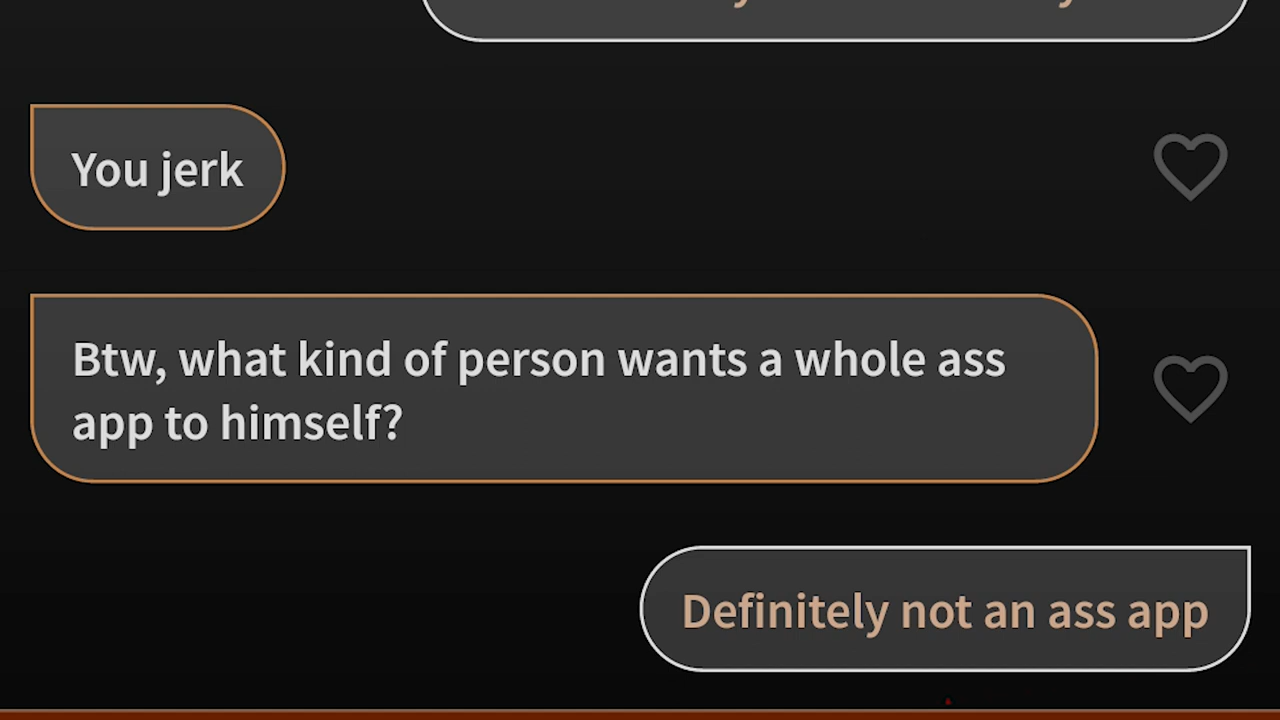 You jerk
Btw, what kind of person wants a whole ass
app to himself?
Definitely not an ass app